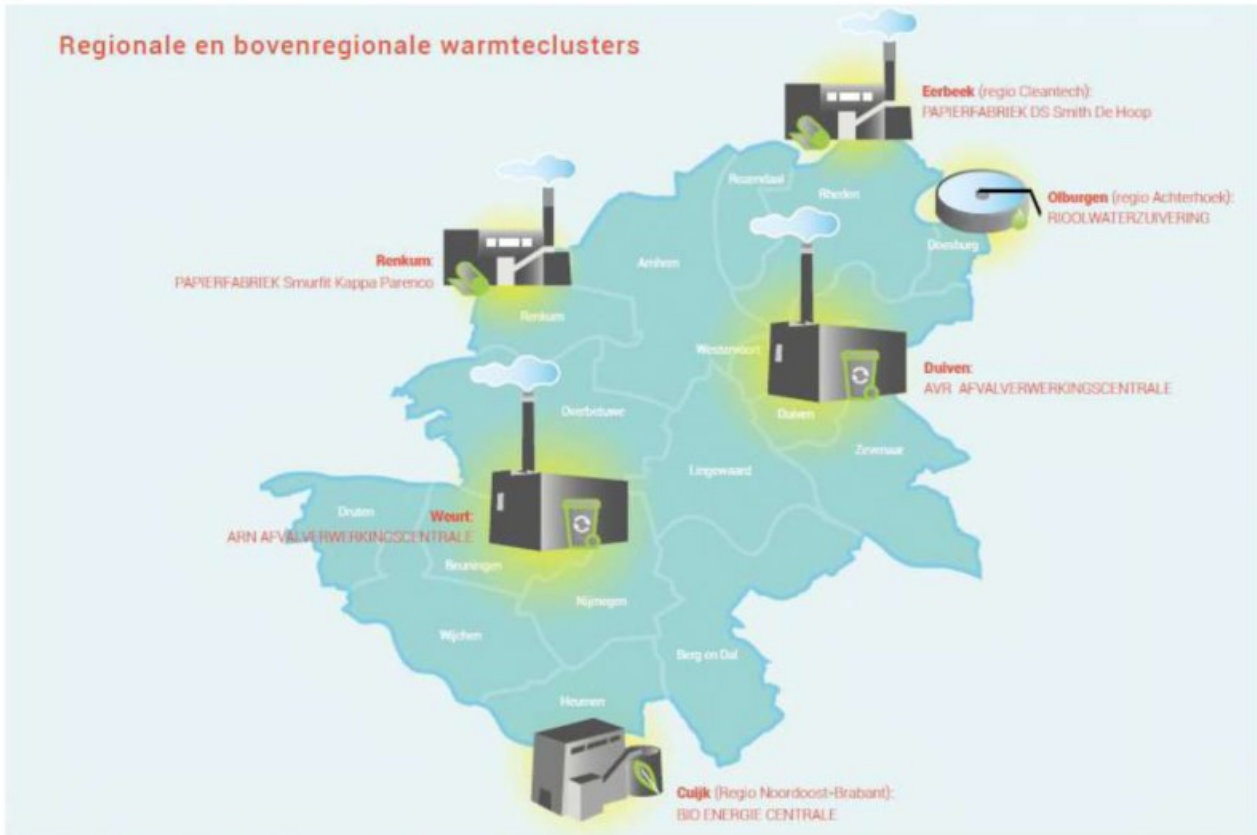 Regionale en bovenregionale warmteclusters
Eerbeek (regio Cleantech):
PAPIERFABRIEK DS Smith De Hoop
Rozendaal
Rheden
Olburgen (regio Achterhoek):
RIOOLWATERZUIVERING
Doesburg
Arnhem
Renkum:
PAPIERFABRIEK Smurfit Kappa Parenco
Renkum
Westervoort
Duiven:
AVR AFVALVERWERKINGSCENTRALE
Overbetuwe
Duiven
Zevenaar
Lingewaard
Druten
Weurt:
ARN AFVALVERWERKINGSCENTRALE
Beuningen
Nijmegen
Wijchen
Berg en Dal
Heumen
Cuijk (Regio Noordoost-Brabant):
BIO ENERGIE CENTRALE